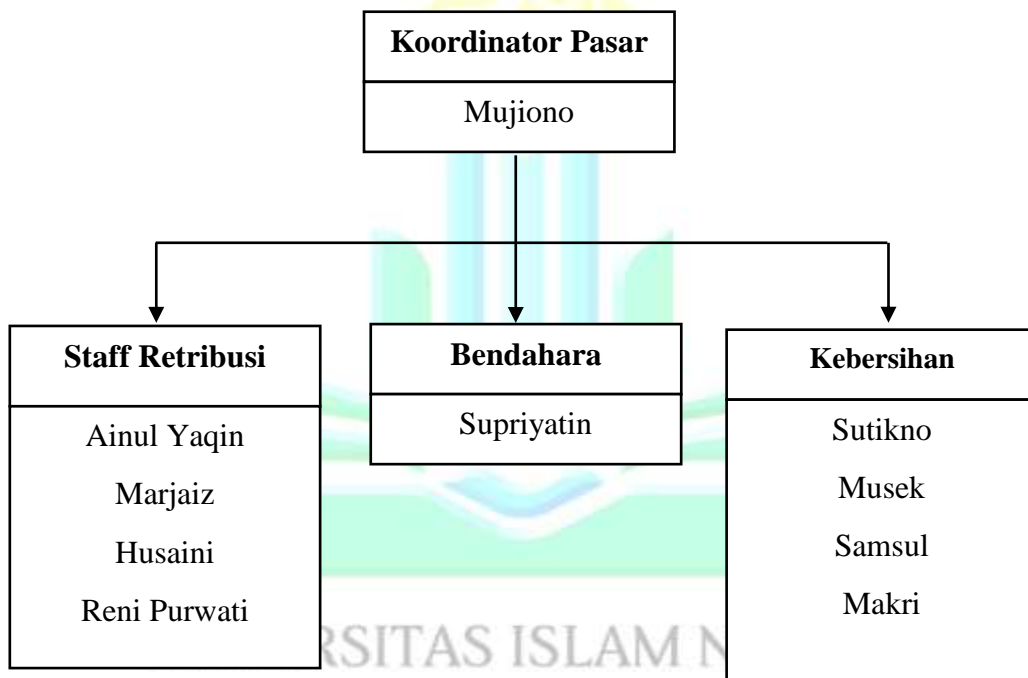 Koordinator Pasar
Mujiono
Staff Retribusi
Ainul Yaqin
Marjaiz
Husaini
Reni Purwati
Bendahara
Supriyatin
Kebersihan
Sutikno
Musek
Samsul
Makri
RSITAS ISLAM N